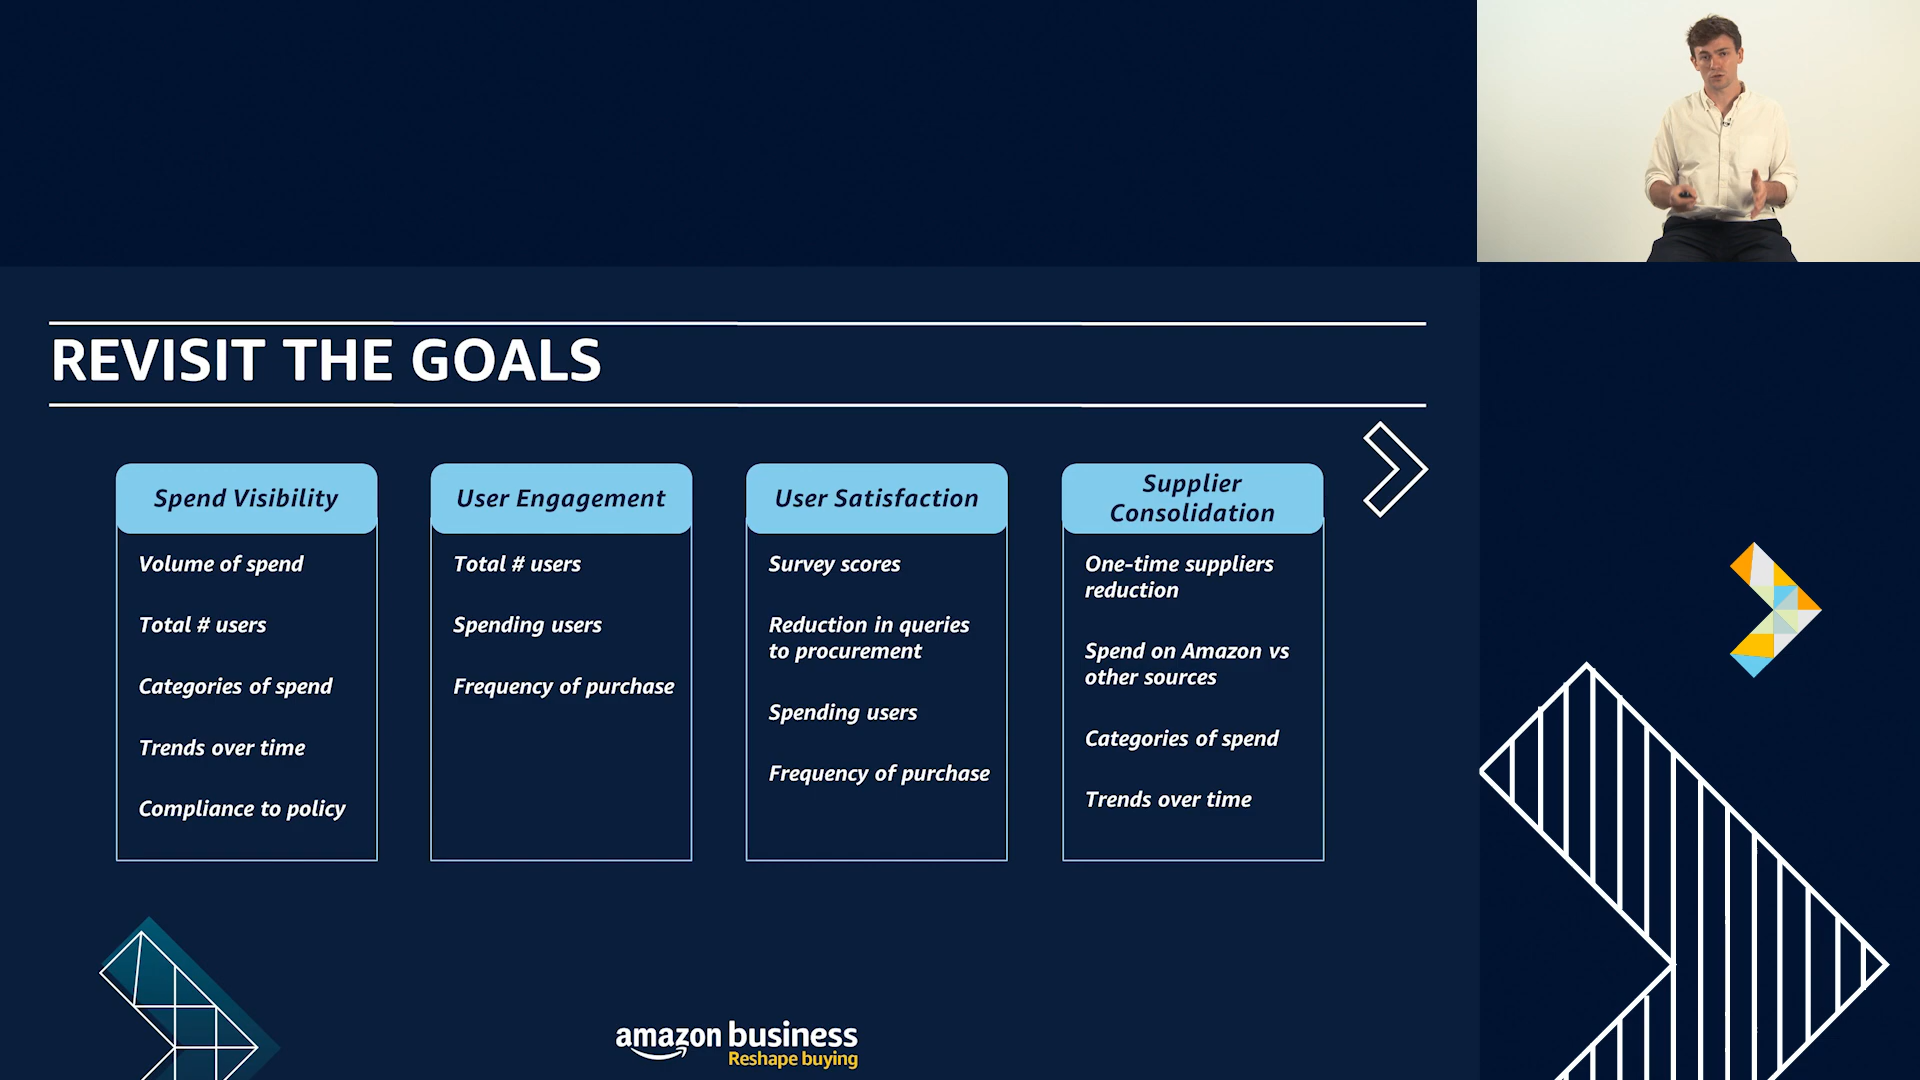 REVISIT THE GOALS
Spend Visibility
Volume of spend
Total # users
Categories of spend
Trends over time
Compliance to policy
User Engagement
Total # users
Spending users
Frequency of purchase
User Satisfaction
Survey scores
Reduction in queries
to procurement
Spending users
Frequency of purchase
Supplier
Consolidation
One-time suppliers
reduction
Spend on Amazon vs
other sources
Categories of spend
Trends over time
amazon business
Reshape buying